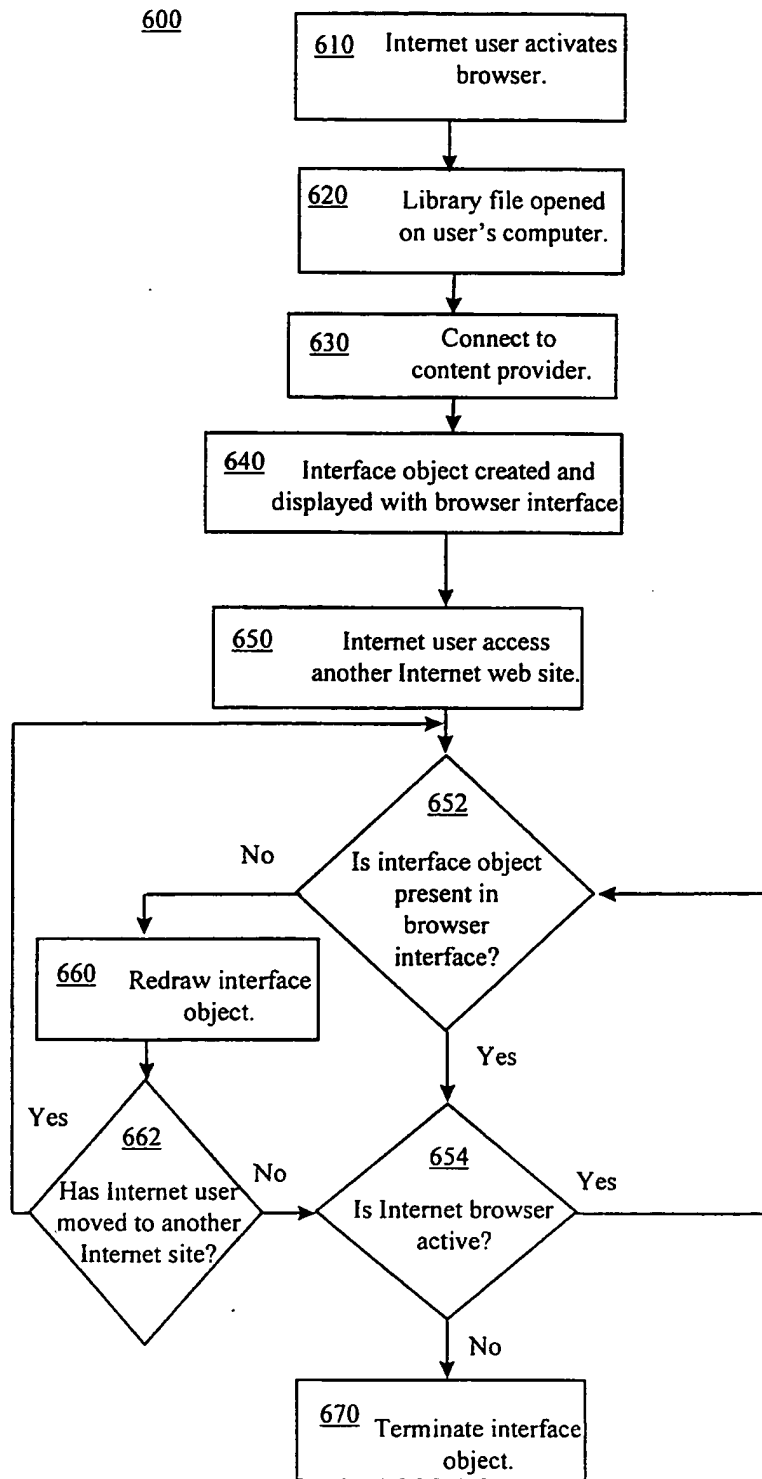 600
610 Internet user activates
browser.
620 Library file opened
on user's computer.
630 Connect to
content provider.
640 Interface object created and
displayed with browser interface
650 Internet user access
another Internet web site.
652
Is interface object
present in
browser
interface?
No
Yes
660 Redraw interface
object.
662
Has Internet user
moved to another
Internet site?
Yes
No
654
Is Internet browser
active?
Yes
No
670 Terminate interface
object.